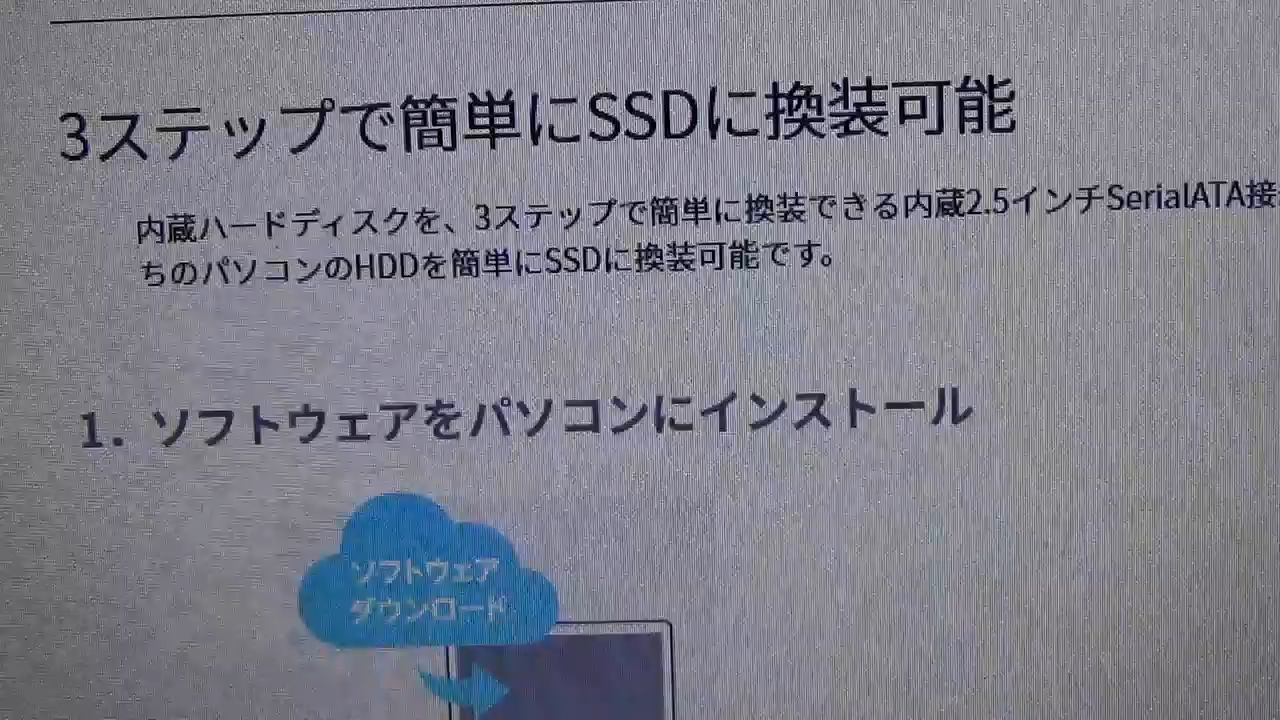 3ステップで簡単にSSDに換装可能
内蔵ハードディスクを、3ステップで簡単に換装できる内蔵2.5インチSerialATA接
ちのパソコンのHDDを簡単にSSDに換装可能です。
1. ソフトウェアをパソコンにインストール
ソフトウェア
ダウンロード